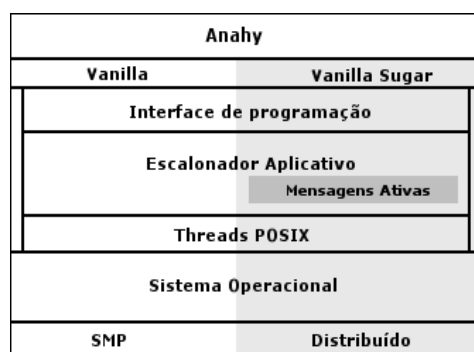 Anahy
Vanilla Vanilla Sugar
Interface de programação
Escalonador Aplicativo
Mensagens Ativas
Threads POSIX
Sistema Operacional
SMP Distribuído